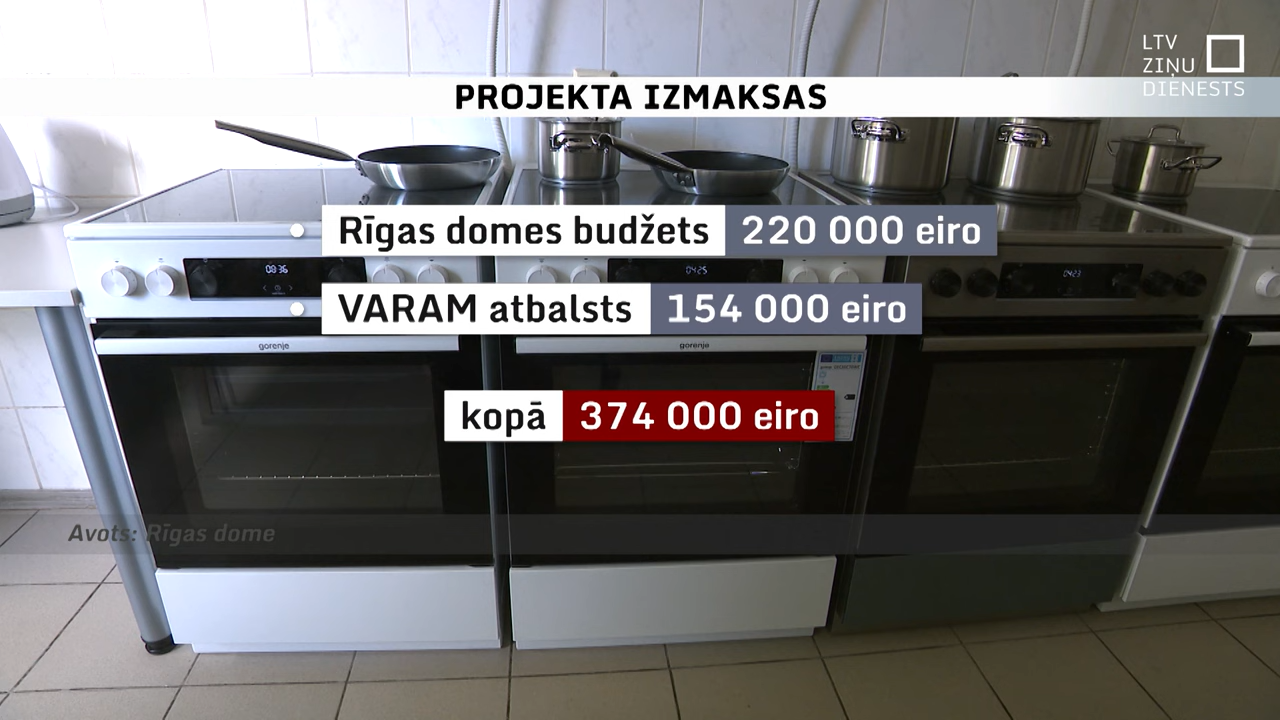 LTV
ZIŅU
DIENESTS
PROJEKTA IZMAKSAS
Rīgas domes budžets 220 000 eiro
VARAM atbalsts 154 000 eiro
kopā 374 000 eiro
08:36
04:25
04:23
gorenje
gorenje
Avots: Rīgas dome